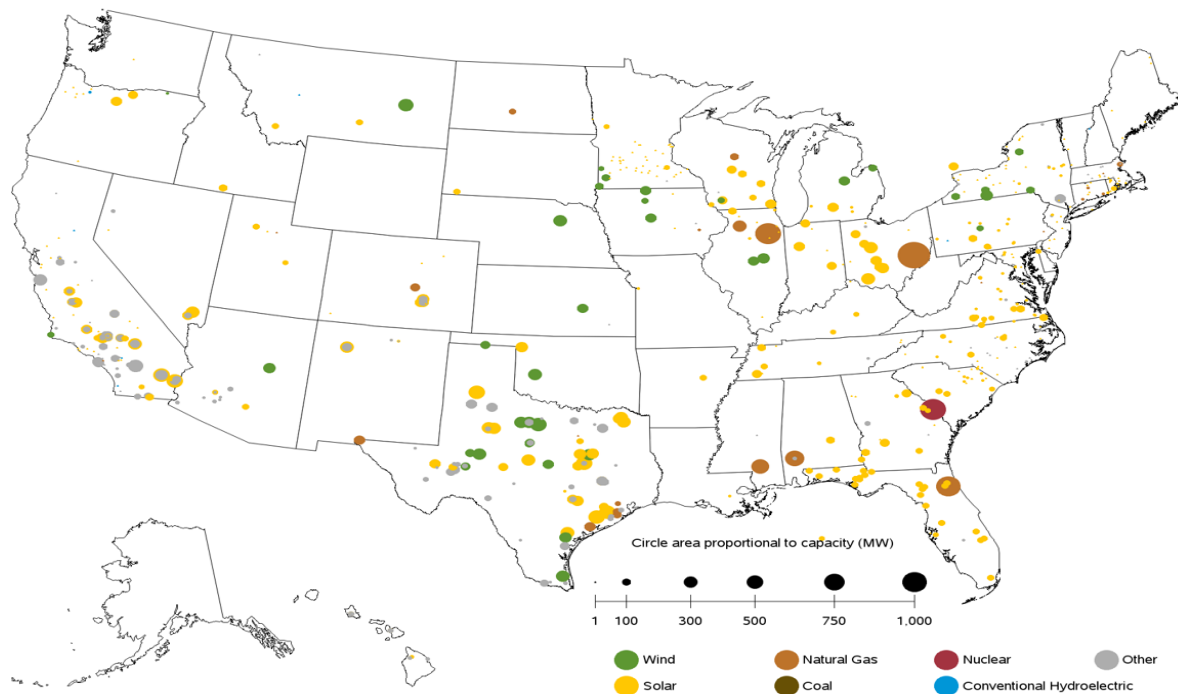 Circle area proportional to capacity (MW)
1 100 300 500 750 1,000
Wind Natural Gas Nuclear Other
Solar Coal Conventional Hydroelectric